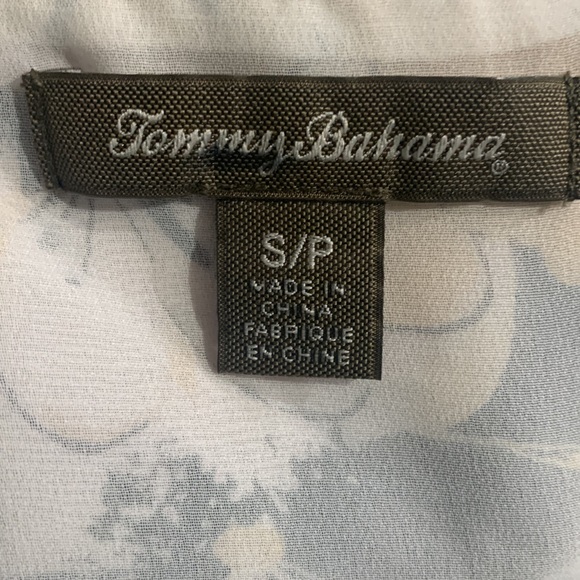 Tommy Bahama®
S/P
MADE IN
CHINA
FABRIQUE
EN CHINE